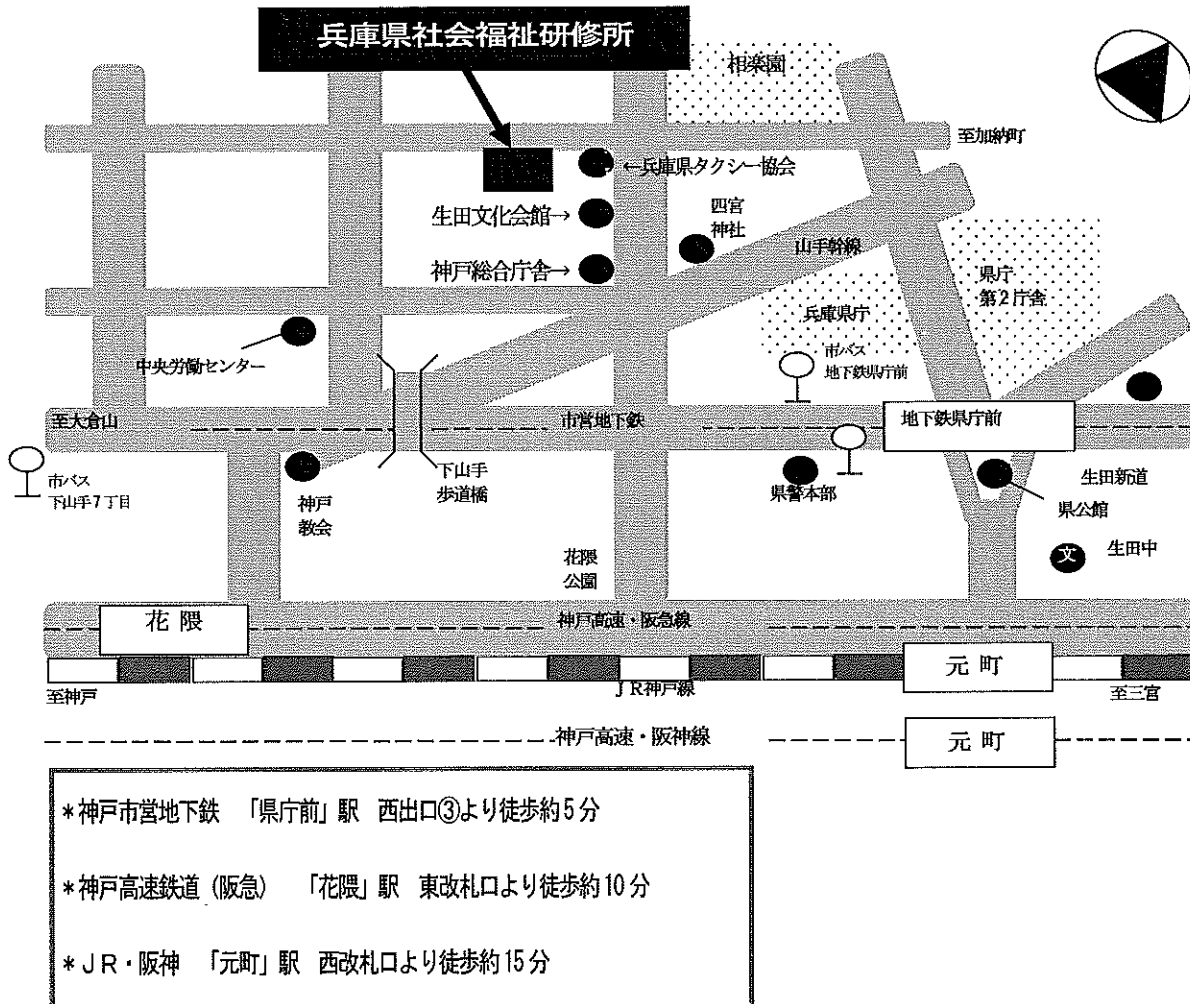 兵庫県社会福祉研修所
相楽園
至加納町
←兵庫県タクシー協会
生田文化会館→
四宮
神社
神戸総合庁舎→
山手幹線
県庁
第2庁舎
兵庫県庁
中央労働センター
市バス
地下鉄県庁前
至大倉山
市営地下鉄
地下鉄県庁前
市バス
下山手7丁目
神戸
教会
下山手
歩道橋
県警本部
生田新道
県公館
花隈
公園
文
生田中
花隈
神戸高速・阪急線
元町
至神戸
JR神戸線
至三宮
神戸高速・阪神線
元町
*神戸市営地下鉄 「県庁前」駅 西出口③より徒歩約5分
*神戸高速鉄道(阪急) 「花隈」駅 東改札口より徒歩約10分
*JR・阪神 「元町」駅 西改札口より徒歩約15分